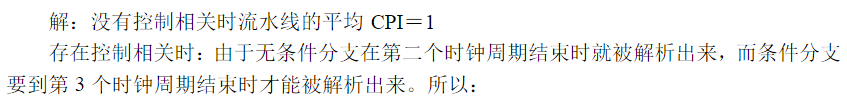 解：没有控制相关时流水线的平均 CPI＝1
存在控制相关时：由于无条件分支在第二个时钟周期结束时就被解析出来，而条件分支
要到第 3 个时钟周期结束时才能被解析出来。所以：